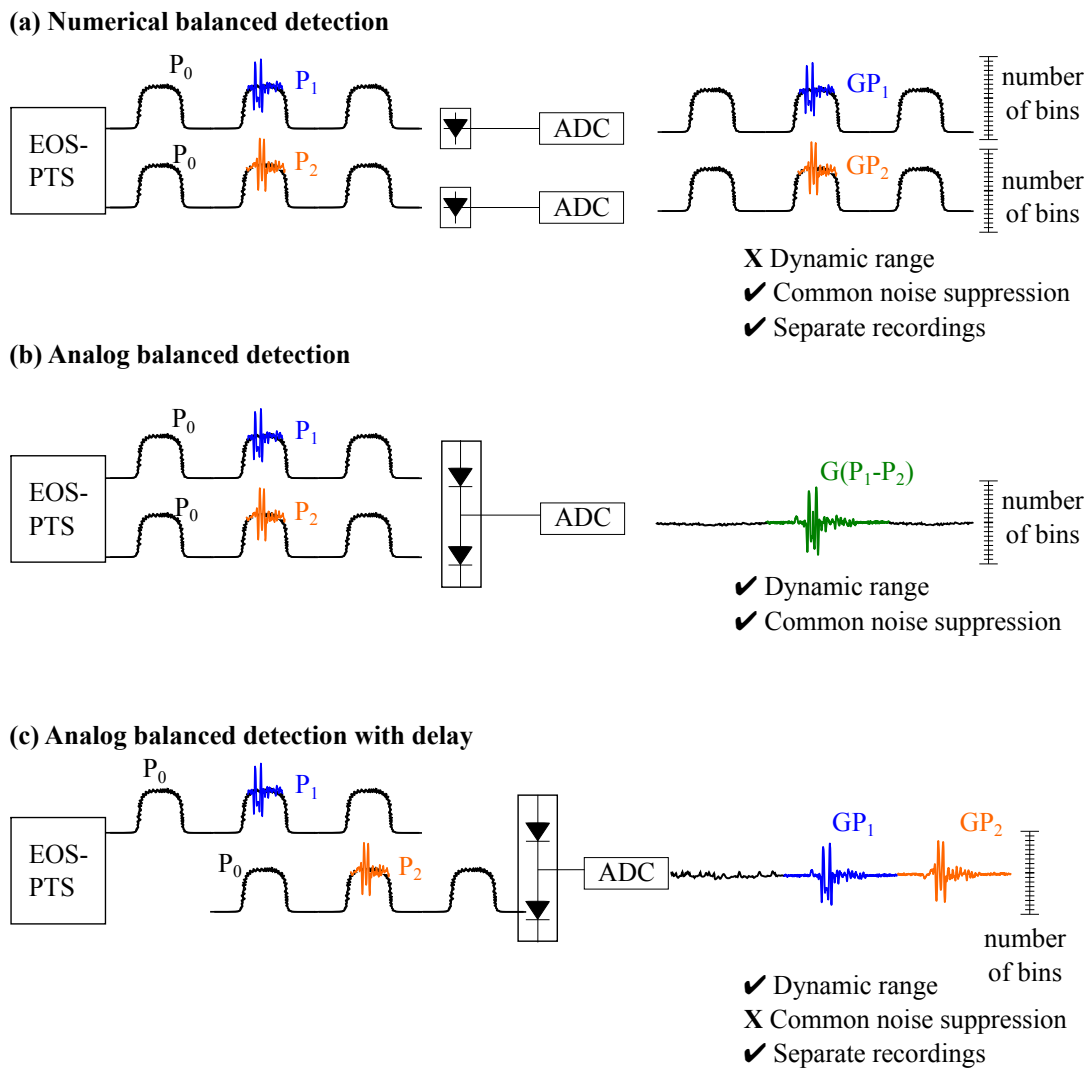 (a) Numerical balanced detection
P0
P1
GP1
number
of bins
EOS-
PTS
ADC
P0
P2
GP2
number
of bins
ADC
X Dynamic range
✔ Common noise suppression
✔ Separate recordings
(b) Analog balanced detection
P0
P1
EOS-
PTS
G(P1-P2)
number
of bins
P0
P2
ADC
✔ Dynamic range
✔ Common noise suppression
(c) Analog balanced detection with delay
P0
P1
EOS-
PTS
GP1
GP2
P0
P2
ADC
number
of bins
✔ Dynamic range
X Common noise suppression
✔ Separate recordings